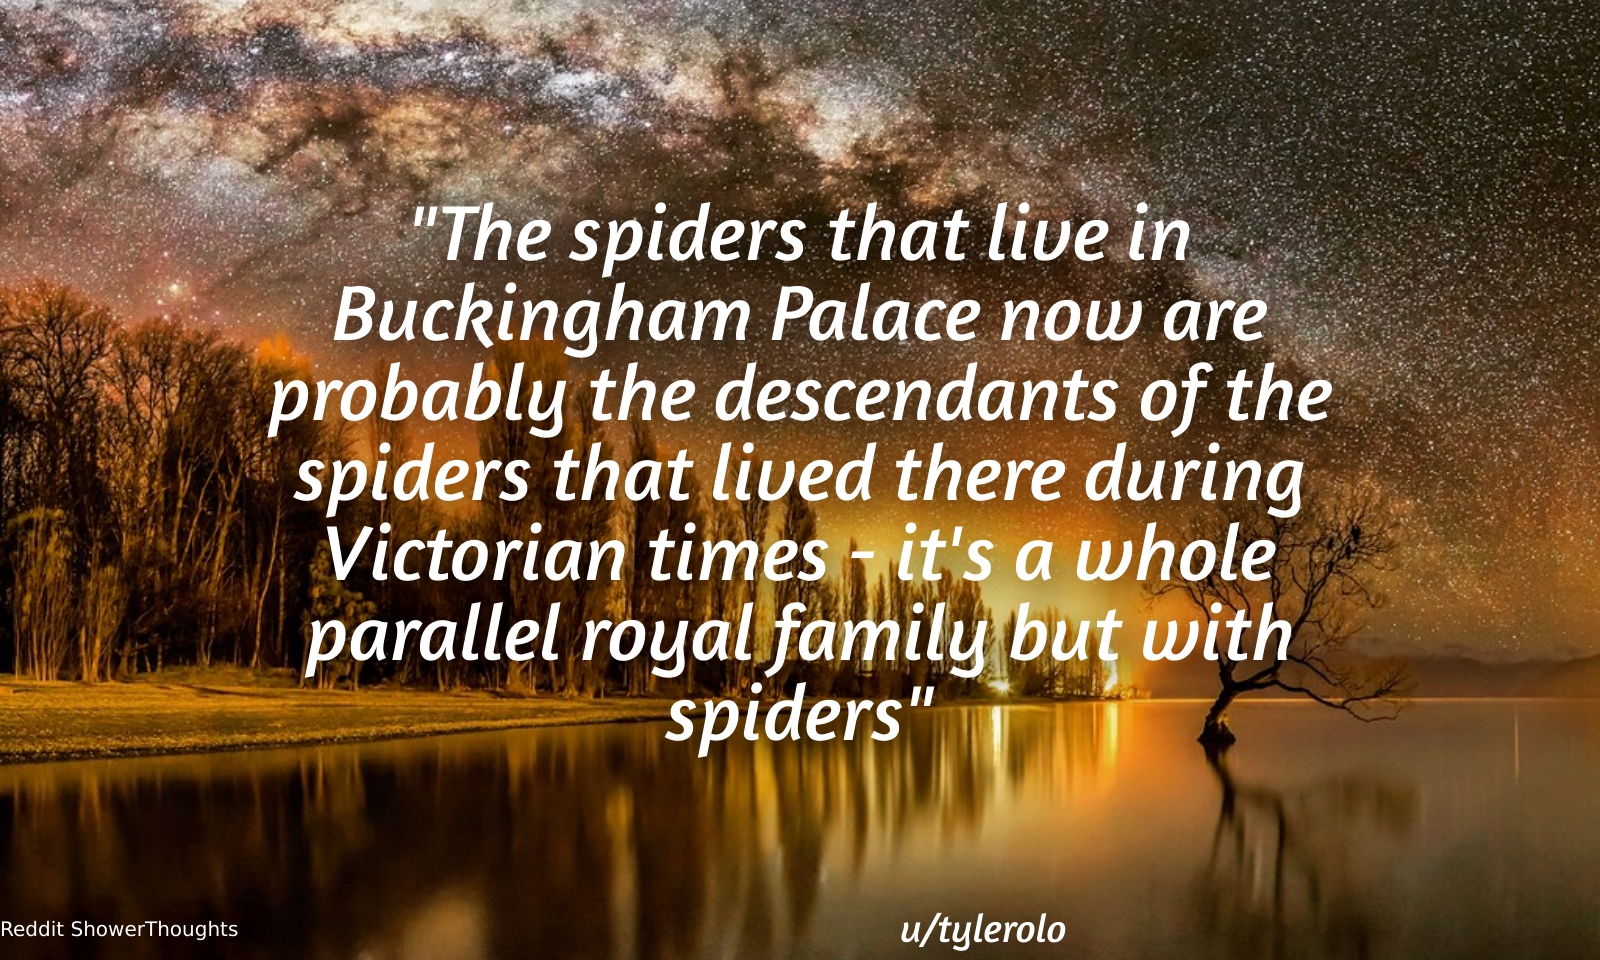 "The spiders that live in
Buckingham Palace now are
probably the descendants of the
spiders that lived there during
Victorian times - it's a whole
parallel royal family but with
spiders"
Reddit ShowerThoughts
u/tylerolo